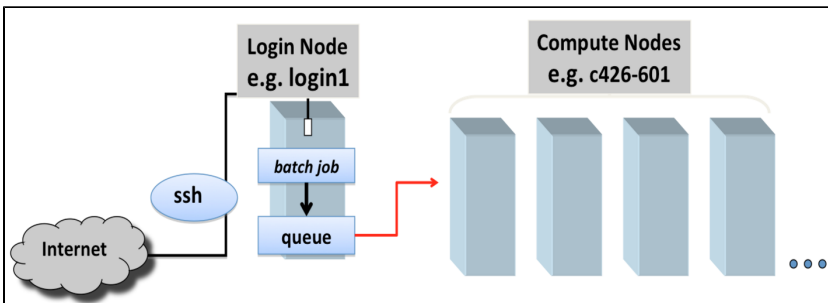 Login Node
e.g. login1
Compute Nodes
e.g. c426-601
batch job
ssh
queue
Internet